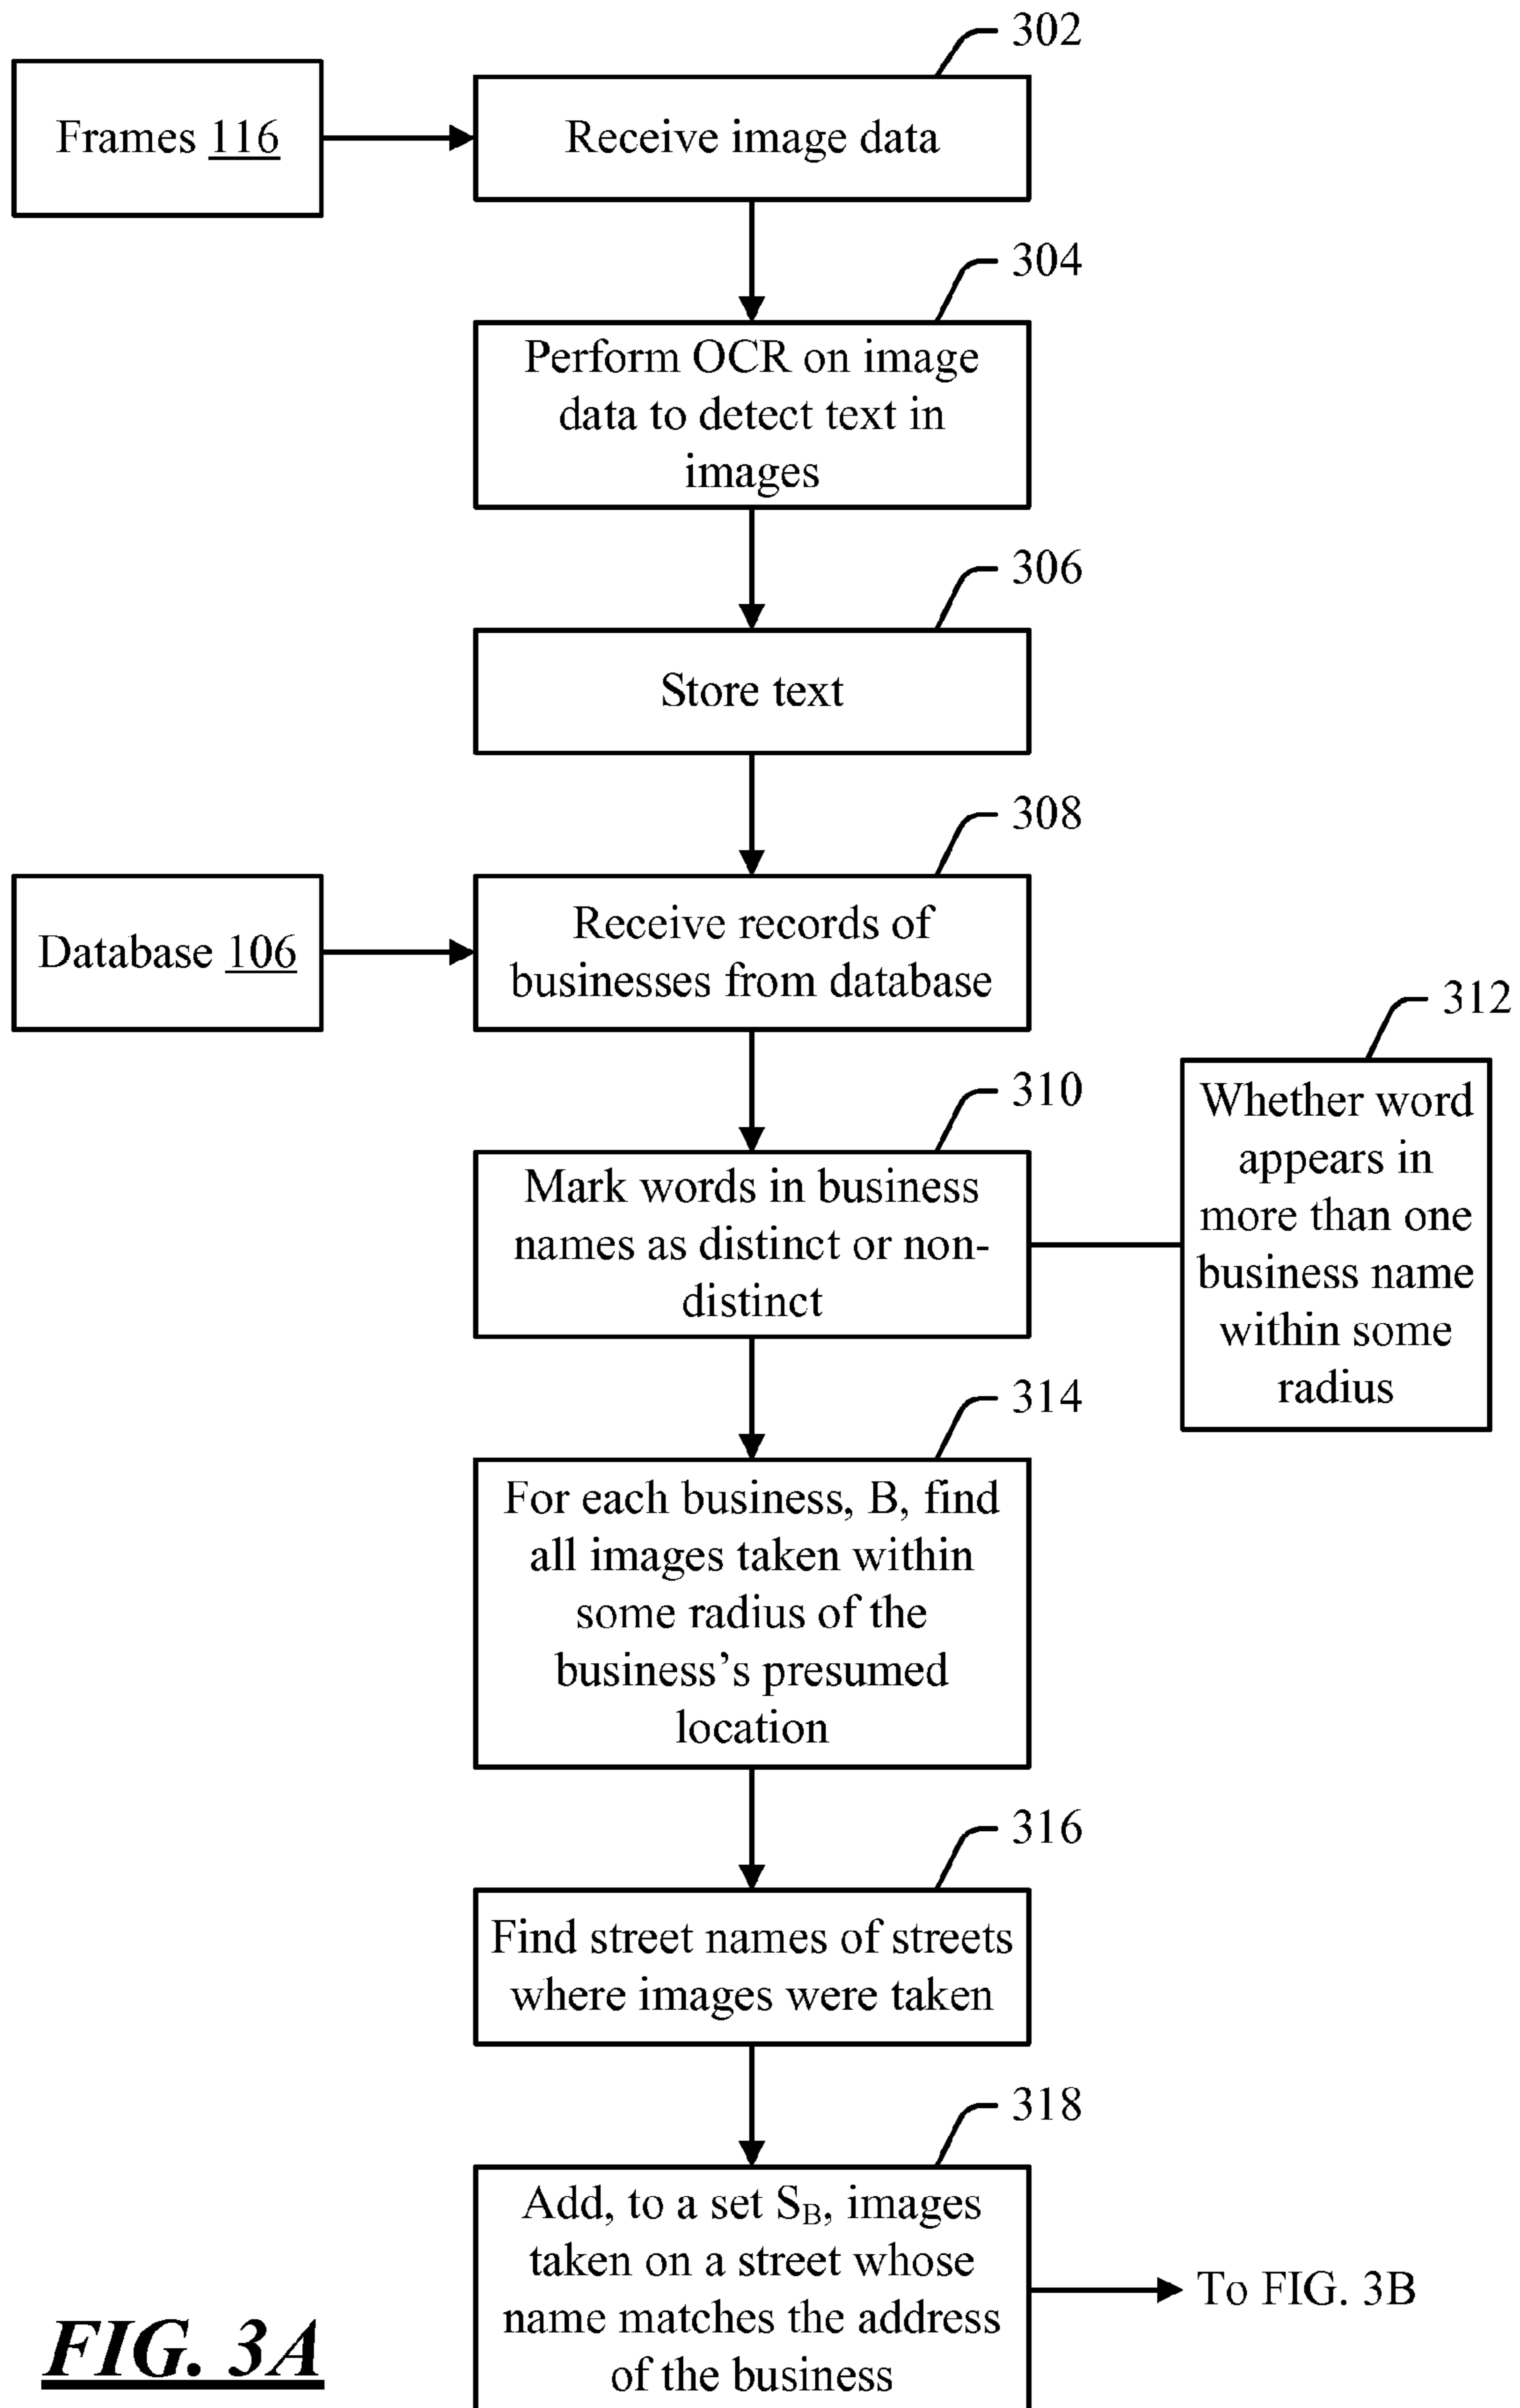 302
Frames 116
Receive image data
304
Perform OCR on image
data to detect text in
images
306
Store text
308
Database 106
Receive records of
businesses from database
312
310
Whether word
appears in
more than one
business name
within some
radius
Mark words in business
names as distinct or non-
distinct
314
For each business, B, find
all images taken within
some radius of the
business’s presumed
location
316
Find street names of streets
where images were taken
318
Add, to a set SB, images
taken on a street whose
name matches the address
of the business
To FIG. 3B
FIG. 3A